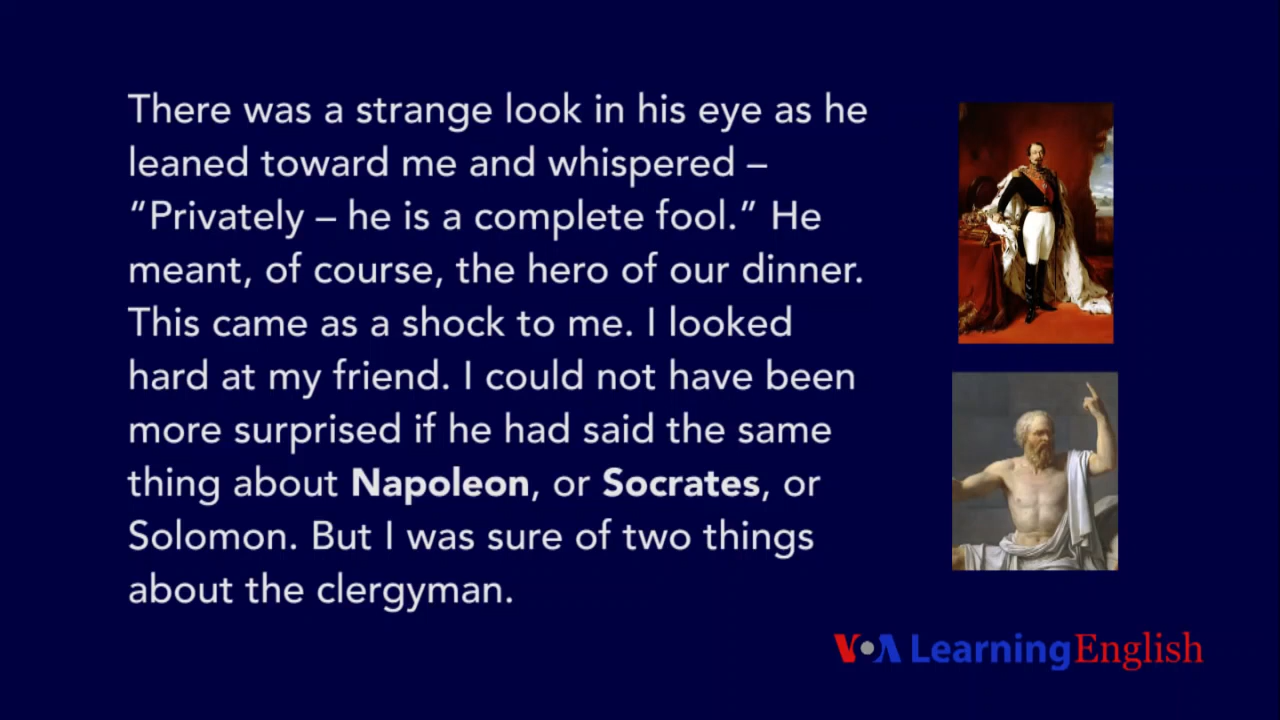 There was a strange look in his eye as he
leaned toward me and whispered –
“Privately – he is a complete fool.” He
meant, of course, the hero of our dinner.
This came as a shock to me. I looked
hard at my friend. I could not have been
more surprised if he had said the same
thing about Napoleon, or Socrates, or
Solomon. But I was sure of two things
about the clergyman.
VOA Learning English